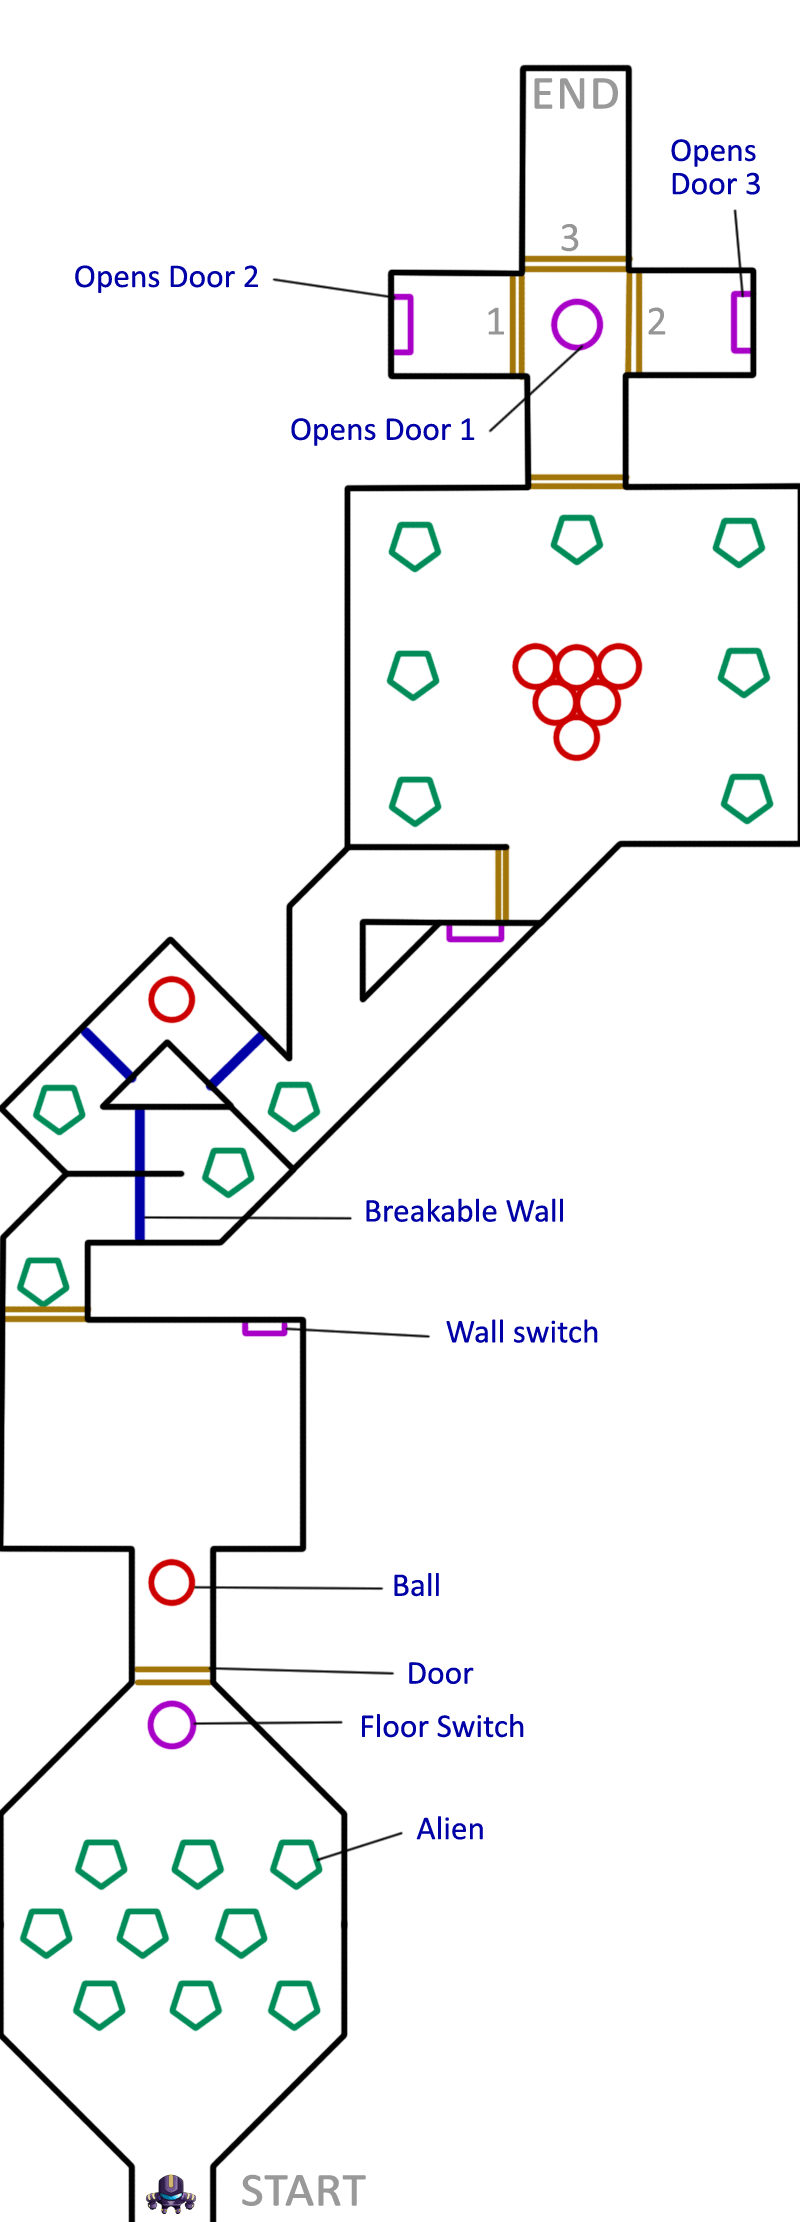 END
Opens
Door 3
3
Opens Door 2
1
2
Opens Door 1
Breakable Wall
Wall switch
Ball
Door
Floor Switch
Alien
START